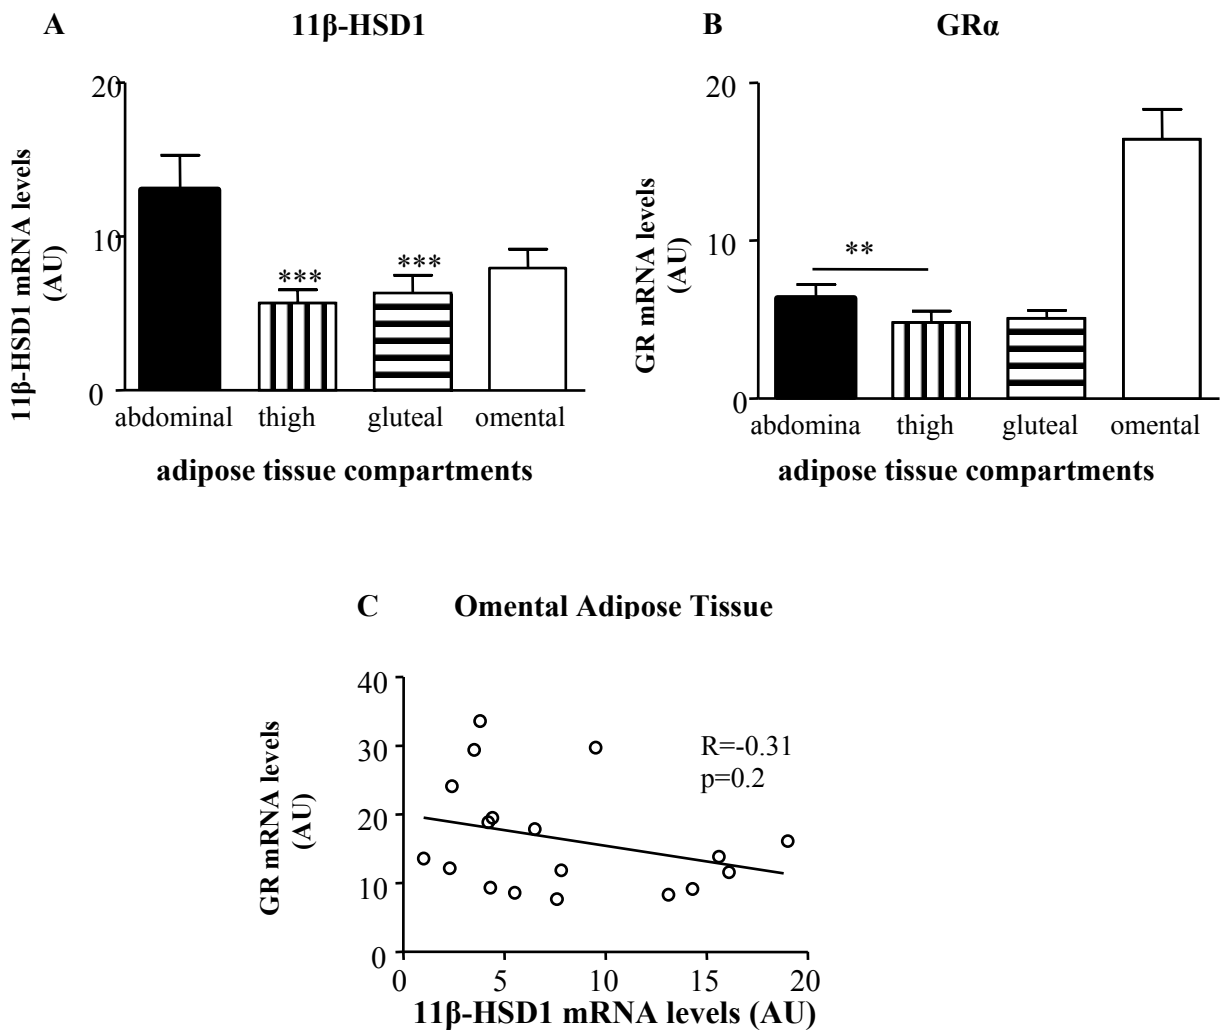 A 11β-HSD1
20
10
0
11β-HSD1 mRNA levels
(AU)
***
***
abdominal thigh gluteal omental
adipose tissue compartments
B GRα
20
10
0
GR mRNA levels
(AU)
**
abdomina thigh gluteal omental
adipose tissue compartments
C Omental Adipose Tissue
40
30
20
10
0
GR mRNA levels
(AU)
R=-0.31
p=0.2
0 5 10 15 20
11β-HSD1 mRNA levels (AU)